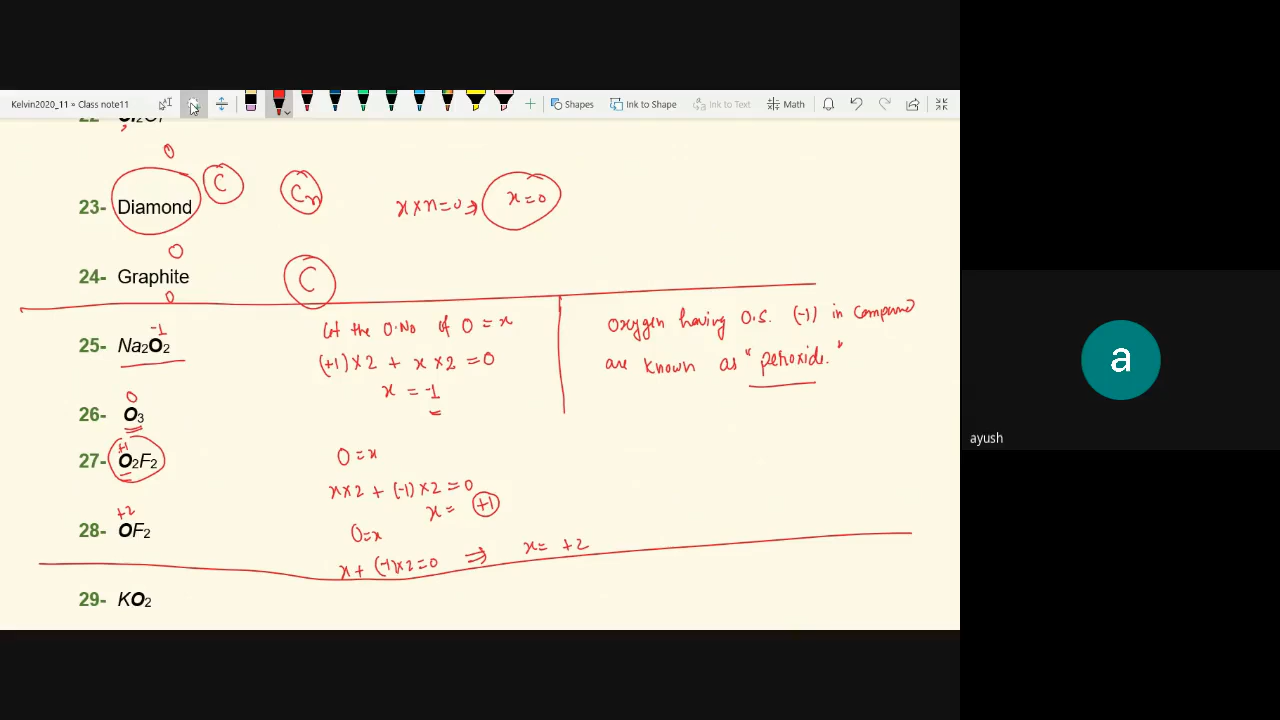 Kelvin2020_11 » Class note11
Shapes
Ink to Shape
Ink to Text
Math
22-
0
23- Diamond C Cn x×n=0 ⇒ x=0
0
24- Graphite C
0
Let the O.No of O = x
Oxygen having O.S. (-1) in compound
-1
25- Na₂O₂ (+1)×2 + x×2 = 0
are known as "peroxide."
x = -1
0
26- O₃
+1
27- O₂F₂ O=x
x×2 + (-1)×2 = 0
x = +1
+2
28- OF₂ O=x
x+(-1)×2=0 ⇒ x= +2
29- KO₂
a
ayush